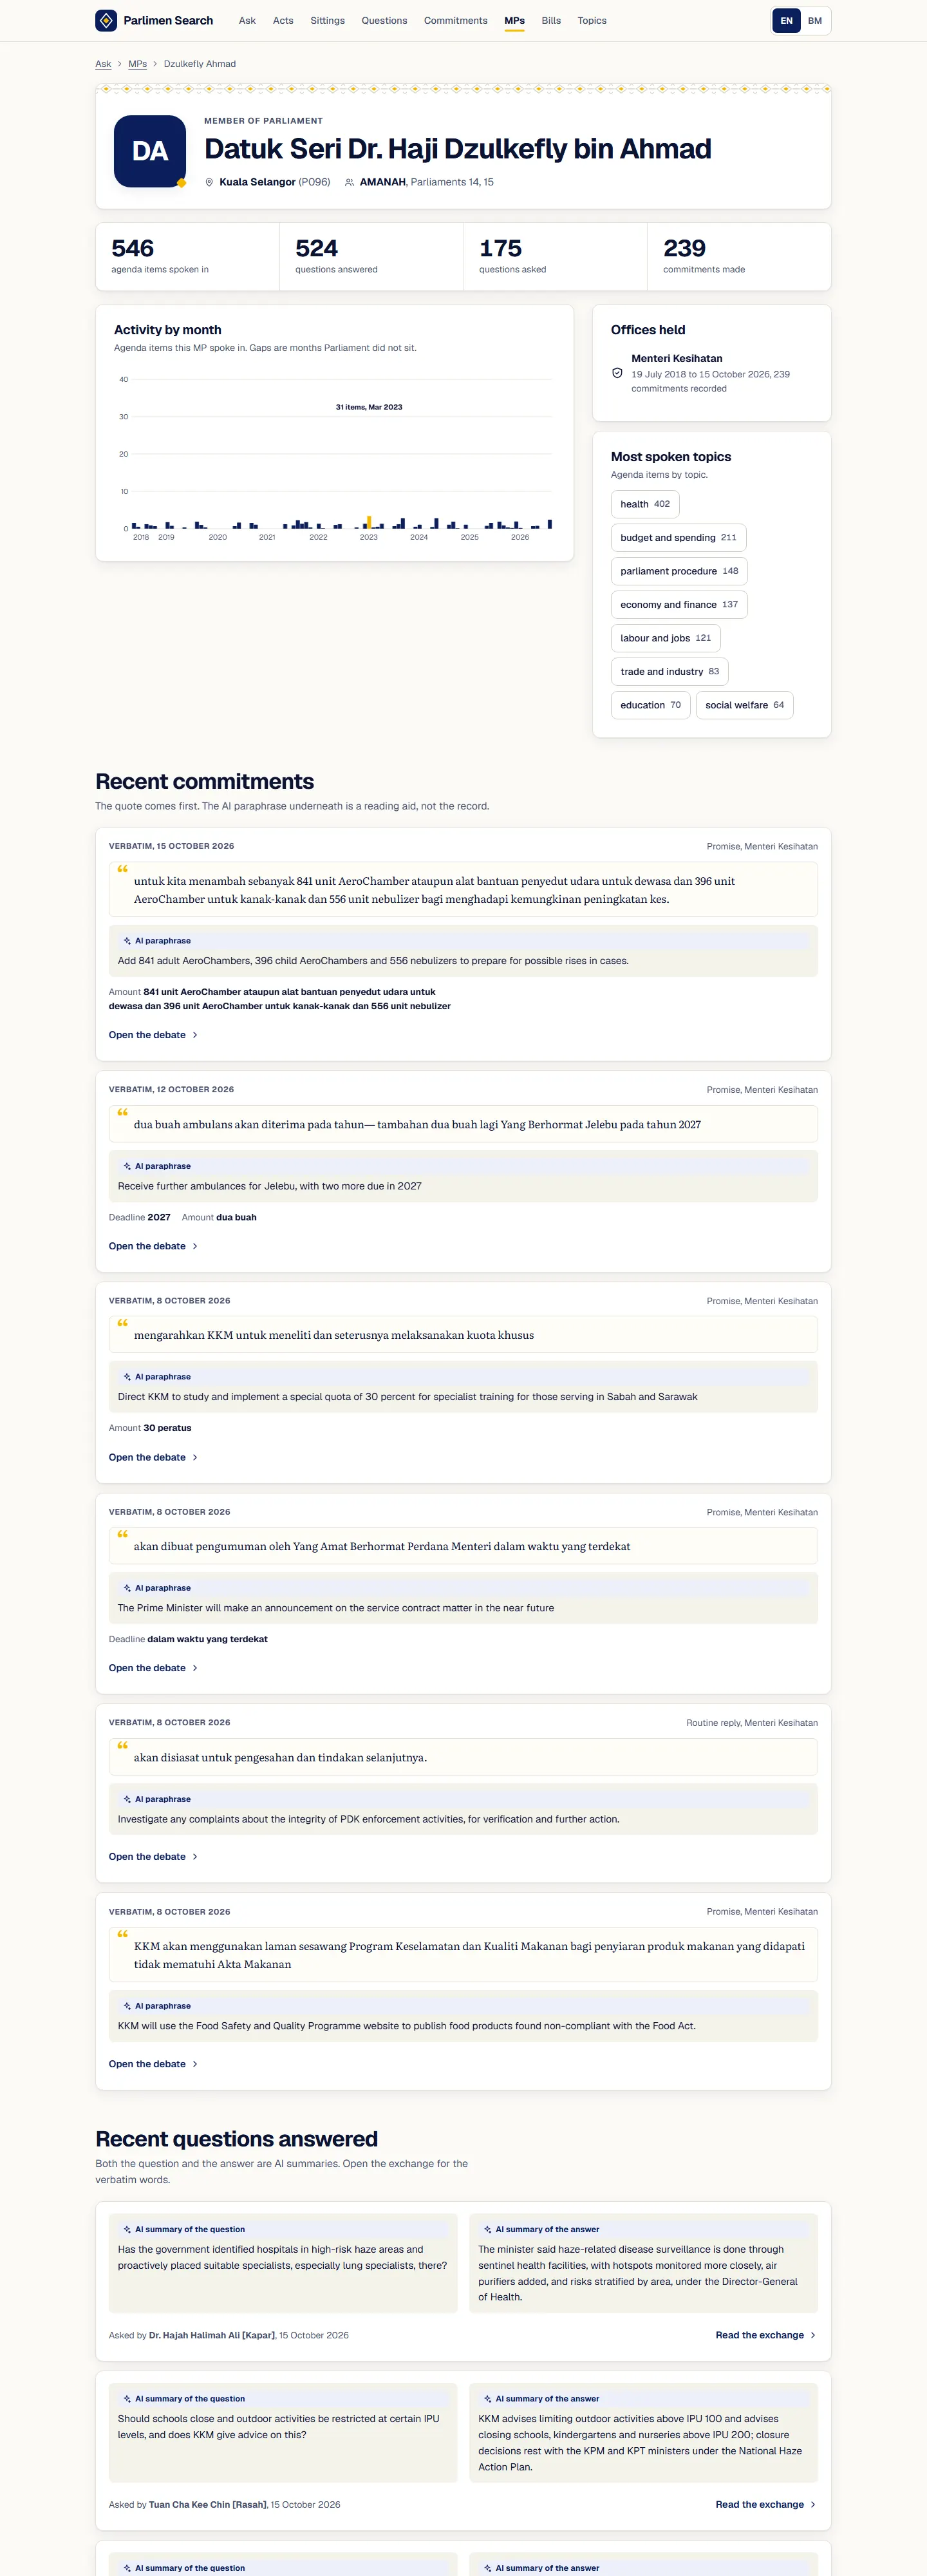 Parlimen Search
Ask Acts Sittings Questions Commitments MPs Bills Topics
EN BM
Ask > MPs > Dzulkefly Ahmad
DA
MEMBER OF PARLIAMENT
Datuk Seri Dr. Haji Dzulkefly bin Ahmad
Kuala Selangor (P096) AMANAH, Parliaments 14, 15
546
agenda items spoken in
524
questions answered
175
questions asked
239
commitments made
Activity by month
Agenda items this MP spoke in. Gaps are months Parliament did not sit.
40
31 items, Mar 2023
30
20
10
0
2018 2019 2020 2021 2022 2023 2024 2025 2026
Offices held
Menteri Kesihatan
19 July 2018 to 15 October 2026, 239
commitments recorded
Most spoken topics
Agenda items by topic.
health 402
budget and spending 211
parliament procedure 148
economy and finance 137
labour and jobs 121
trade and industry 83
education 70 social welfare 64
Recent commitments
The quote comes first. The AI paraphrase underneath is a reading aid, not the record.
VERBATIM, 15 OCTOBER 2026 Promise, Menteri Kesihatan
“ untuk kita menambah sebanyak 841 unit AeroChamber ataupun alat bantuan penyedut udara untuk dewasa dan 396 unit
AeroChamber untuk kanak-kanak dan 556 unit nebulizer bagi menghadapi kemungkinan peningkatan kes.
AI paraphrase
Add 841 adult AeroChambers, 396 child AeroChambers and 556 nebulizers to prepare for possible rises in cases.
Amount 841 unit AeroChamber ataupun alat bantuan penyedut udara untuk
dewasa dan 396 unit AeroChamber untuk kanak-kanak dan 556 unit nebulizer
Open the debate >
VERBATIM, 12 OCTOBER 2026 Promise, Menteri Kesihatan
“ dua buah ambulans akan diterima pada tahun— tambahan dua buah lagi Yang Berhormat Jelebu pada tahun 2027
AI paraphrase
Receive further ambulances for Jelebu, with two more due in 2027
Deadline 2027 Amount dua buah
Open the debate >
VERBATIM, 8 OCTOBER 2026 Promise, Menteri Kesihatan
“ mengarahkan KKM untuk meneliti dan seterusnya melaksanakan kuota khusus
AI paraphrase
Direct KKM to study and implement a special quota of 30 percent for specialist training for those serving in Sabah and Sarawak
Amount 30 peratus
Open the debate >
VERBATIM, 8 OCTOBER 2026 Promise, Menteri Kesihatan
“ akan dibuat pengumuman oleh Yang Amat Berhormat Perdana Menteri dalam waktu yang terdekat
AI paraphrase
The Prime Minister will make an announcement on the service contract matter in the near future
Deadline dalam waktu yang terdekat
Open the debate >
VERBATIM, 8 OCTOBER 2026 Routine reply, Menteri Kesihatan
“ akan disiasat untuk pengesahan dan tindakan selanjutnya.
AI paraphrase
Investigate any complaints about the integrity of PDK enforcement activities, for verification and further action.
Open the debate >
VERBATIM, 8 OCTOBER 2026 Promise, Menteri Kesihatan
“ KKM akan menggunakan laman sesawang Program Keselamatan dan Kualiti Makanan bagi penyiaran produk makanan yang didapati
tidak mematuhi Akta Makanan
AI paraphrase
KKM will use the Food Safety and Quality Programme website to publish food products found non-compliant with the Food Act.
Open the debate >
Recent questions answered
Both the question and the answer are AI summaries. Open the exchange for the
verbatim words.
AI summary of the question
Has the government identified hospitals in high-risk haze areas and
proactively placed suitable specialists, especially lung specialists, there?
AI summary of the answer
The minister said haze-related disease surveillance is done through
sentinel health facilities, with hotspots monitored more closely, air
purifiers added, and risks stratified by area, under the Director-General
of Health.
Asked by Dr. Hajah Halimah Ali [Kapar], 15 October 2026 Read the exchange >
AI summary of the question
Should schools close and outdoor activities be restricted at certain IPU
levels, and does KKM give advice on this?
AI summary of the answer
KKM advises limiting outdoor activities above IPU 100 and advises
closing schools, kindergartens and nurseries above IPU 200; closure
decisions rest with the KPM and KPT ministers under the National Haze
Action Plan.
Asked by Tuan Cha Kee Chin [Rasah], 15 October 2026 Read the exchange >
AI summary of the question AI summary of the answer